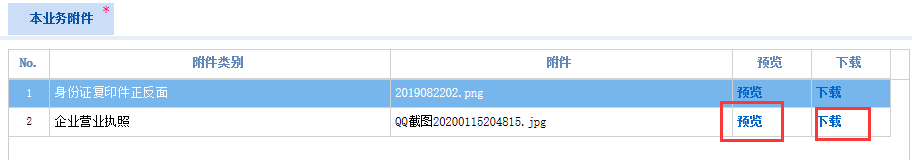 本业务附件 *
No. 附件类别 附件 预览 下载
1 身份证复印件正反面 2019082202.png 预览 下载
2 企业营业执照 QQ截图20200115204815.jpg 预览 下载